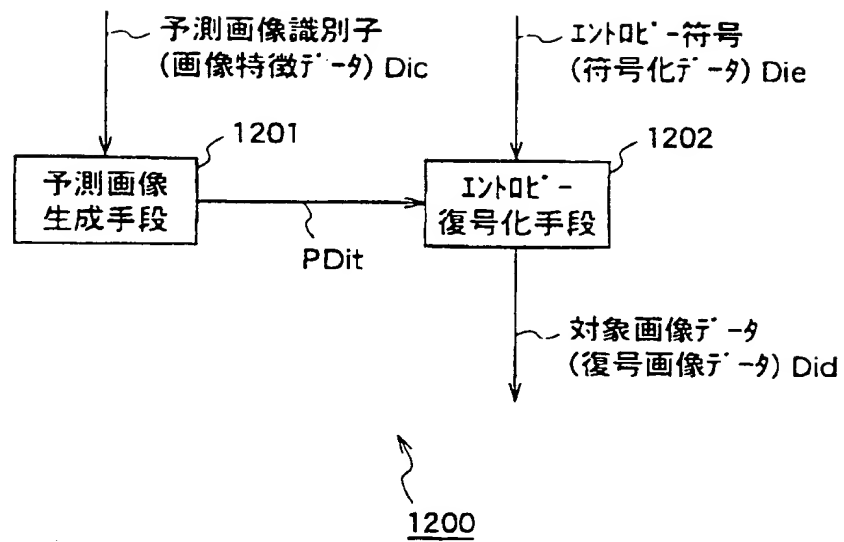 予測画像識別子
(画像特徴ﾃﾞｰﾀ) Dic
ｴﾝﾄﾛﾋﾟｰ符号
(符号化ﾃﾞｰﾀ) Die
1201
1202
予測画像
生成手段
ｴﾝﾄﾛﾋﾟｰ
復号化手段
PDit
対象画像ﾃﾞｰﾀ
(復号画像ﾃﾞｰﾀ) Did
1200